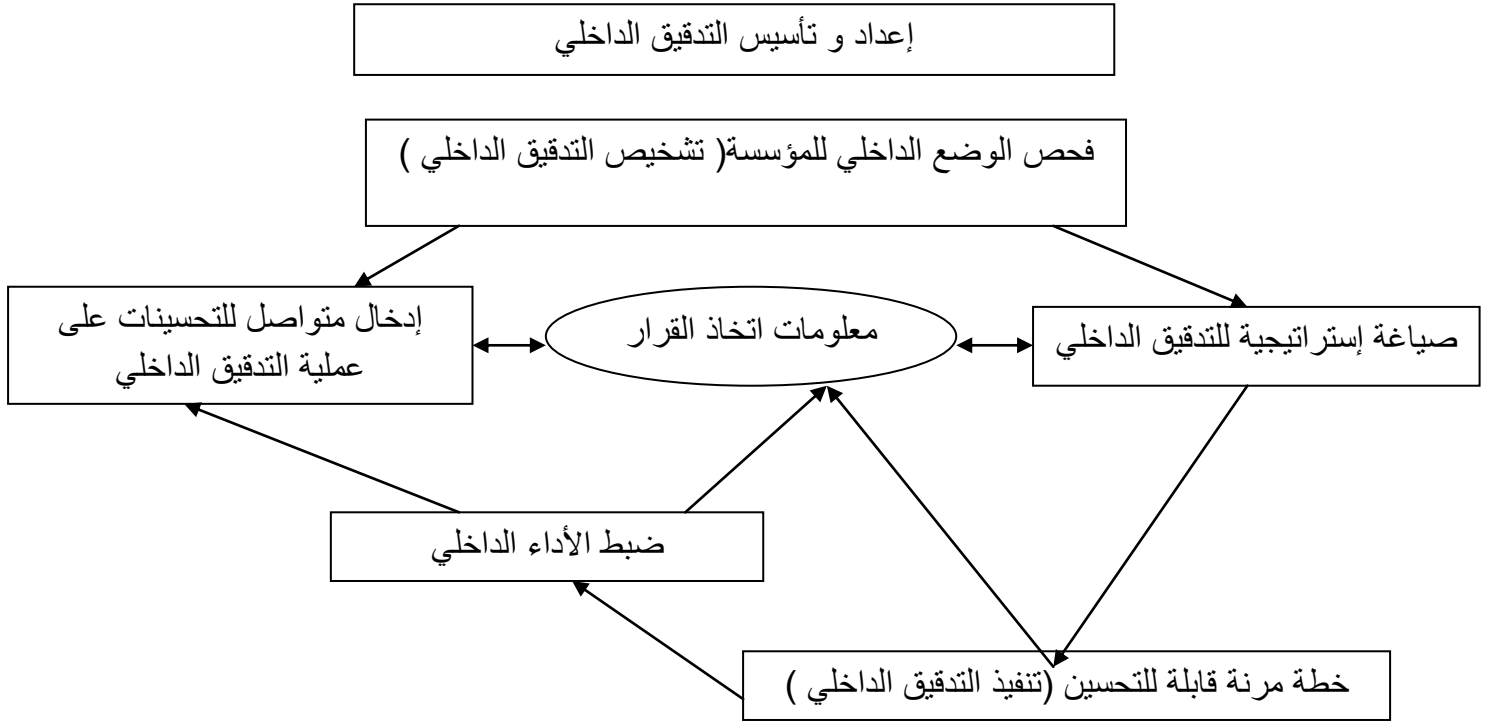 إعداد و تأسيس التدقيق الداخلي
فحص الوضع الداخلي للمؤسسة( تشخيص التدقيق الداخلي )
صياغة إستراتيجية للتدقيق الداخلي
معلومات اتخاذ القرار
إدخال متواصل للتحسينات على
عملية التدقيق الداخلي
ضبط الأداء الداخلي
خطة مرنة قابلة للتحسين (تنفيذ التدقيق الداخلي )